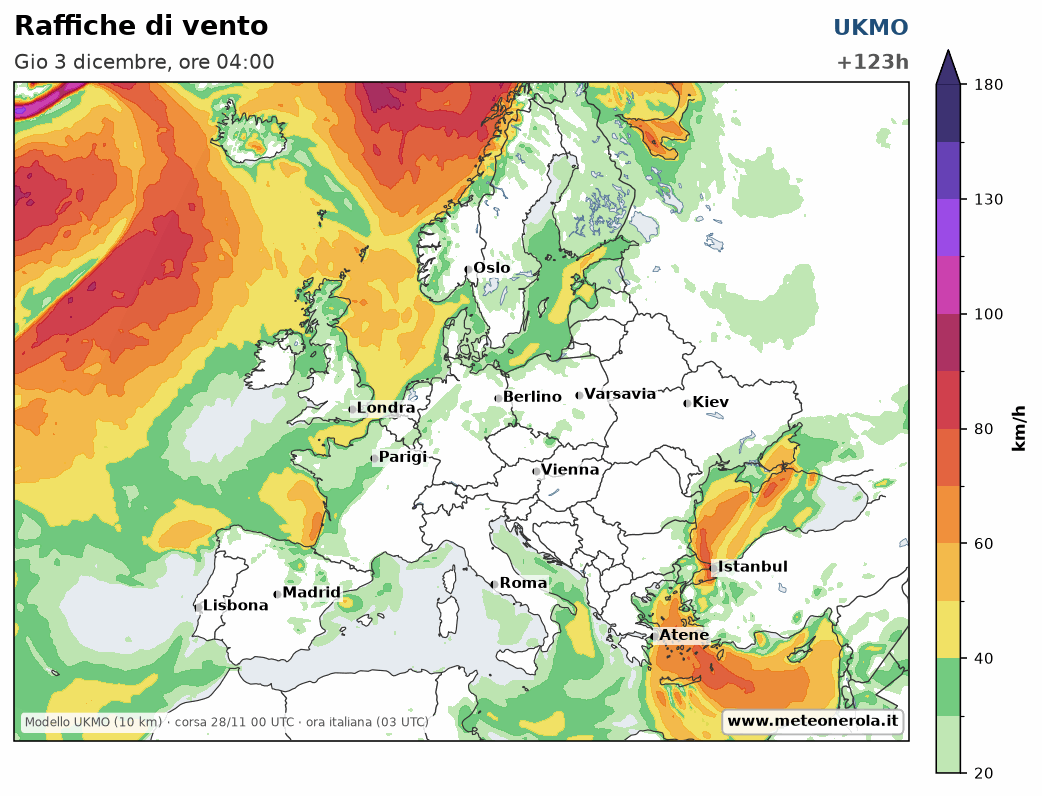 Raffiche di vento
UKMO
Gio 3 dicembre, ore 04:00
+123h
180
130
100
80
60
40
20
km/h
Oslo
Berlino
Varsavia
Kiev
Londra
Parigi
Vienna
Istanbul
Roma
Madrid
Lisbona
Atene
Modello UKMO (10 km) · corsa 28/11 00 UTC · ora italiana (03 UTC)
www.meteonerola.it